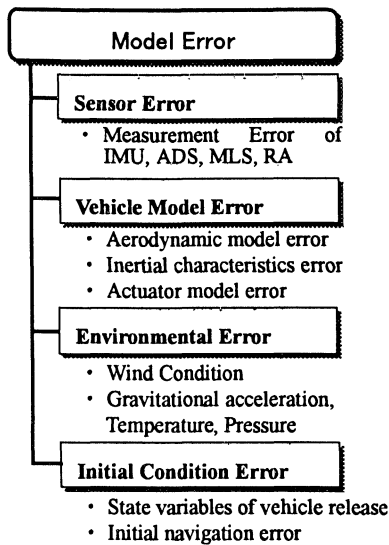 Model Error
Sensor Error
· Measurement Error of
IMU, ADS, MLS, RA
Vehicle Model Error
· Aerodynamic model error
· Inertial characteristics error
· Actuator model error
Environmental Error
· Wind Condition
· Gravitational acceleration,
Temperature, Pressure
Initial Condition Error
· State variables of vehicle release
· Initial navigation error